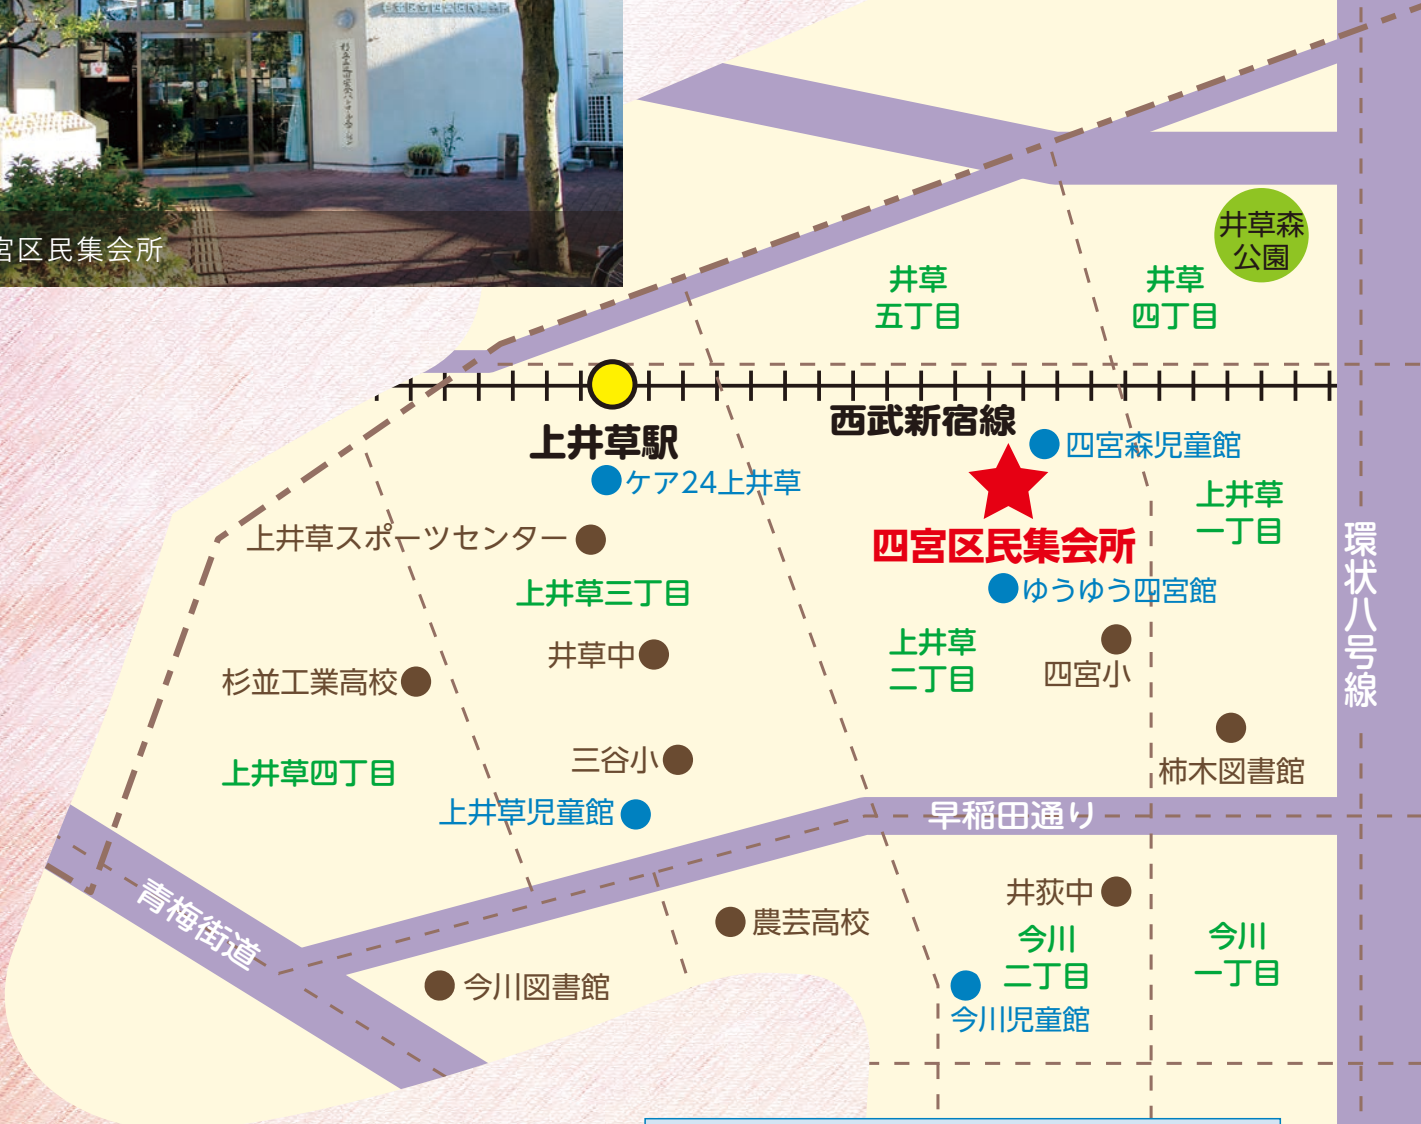 宮区民集会所
井草森
公園
井草
五丁目
井草
四丁目
西武新宿線
上井草駅
四宮森児童館
ケア24上井草
上井草
一丁目
上井草スポーツセンター
四宮区民集会所
環状八号線
上井草三丁目
ゆうゆう四宮館
上井草
二丁目
井草中
四宮小
杉並工業高校
三谷小
柿木図書館
上井草四丁目
上井草児童館
早稲田通り
青梅街道
井荻中
農芸高校
今川
二丁目
今川
一丁目
今川図書館
今川児童館